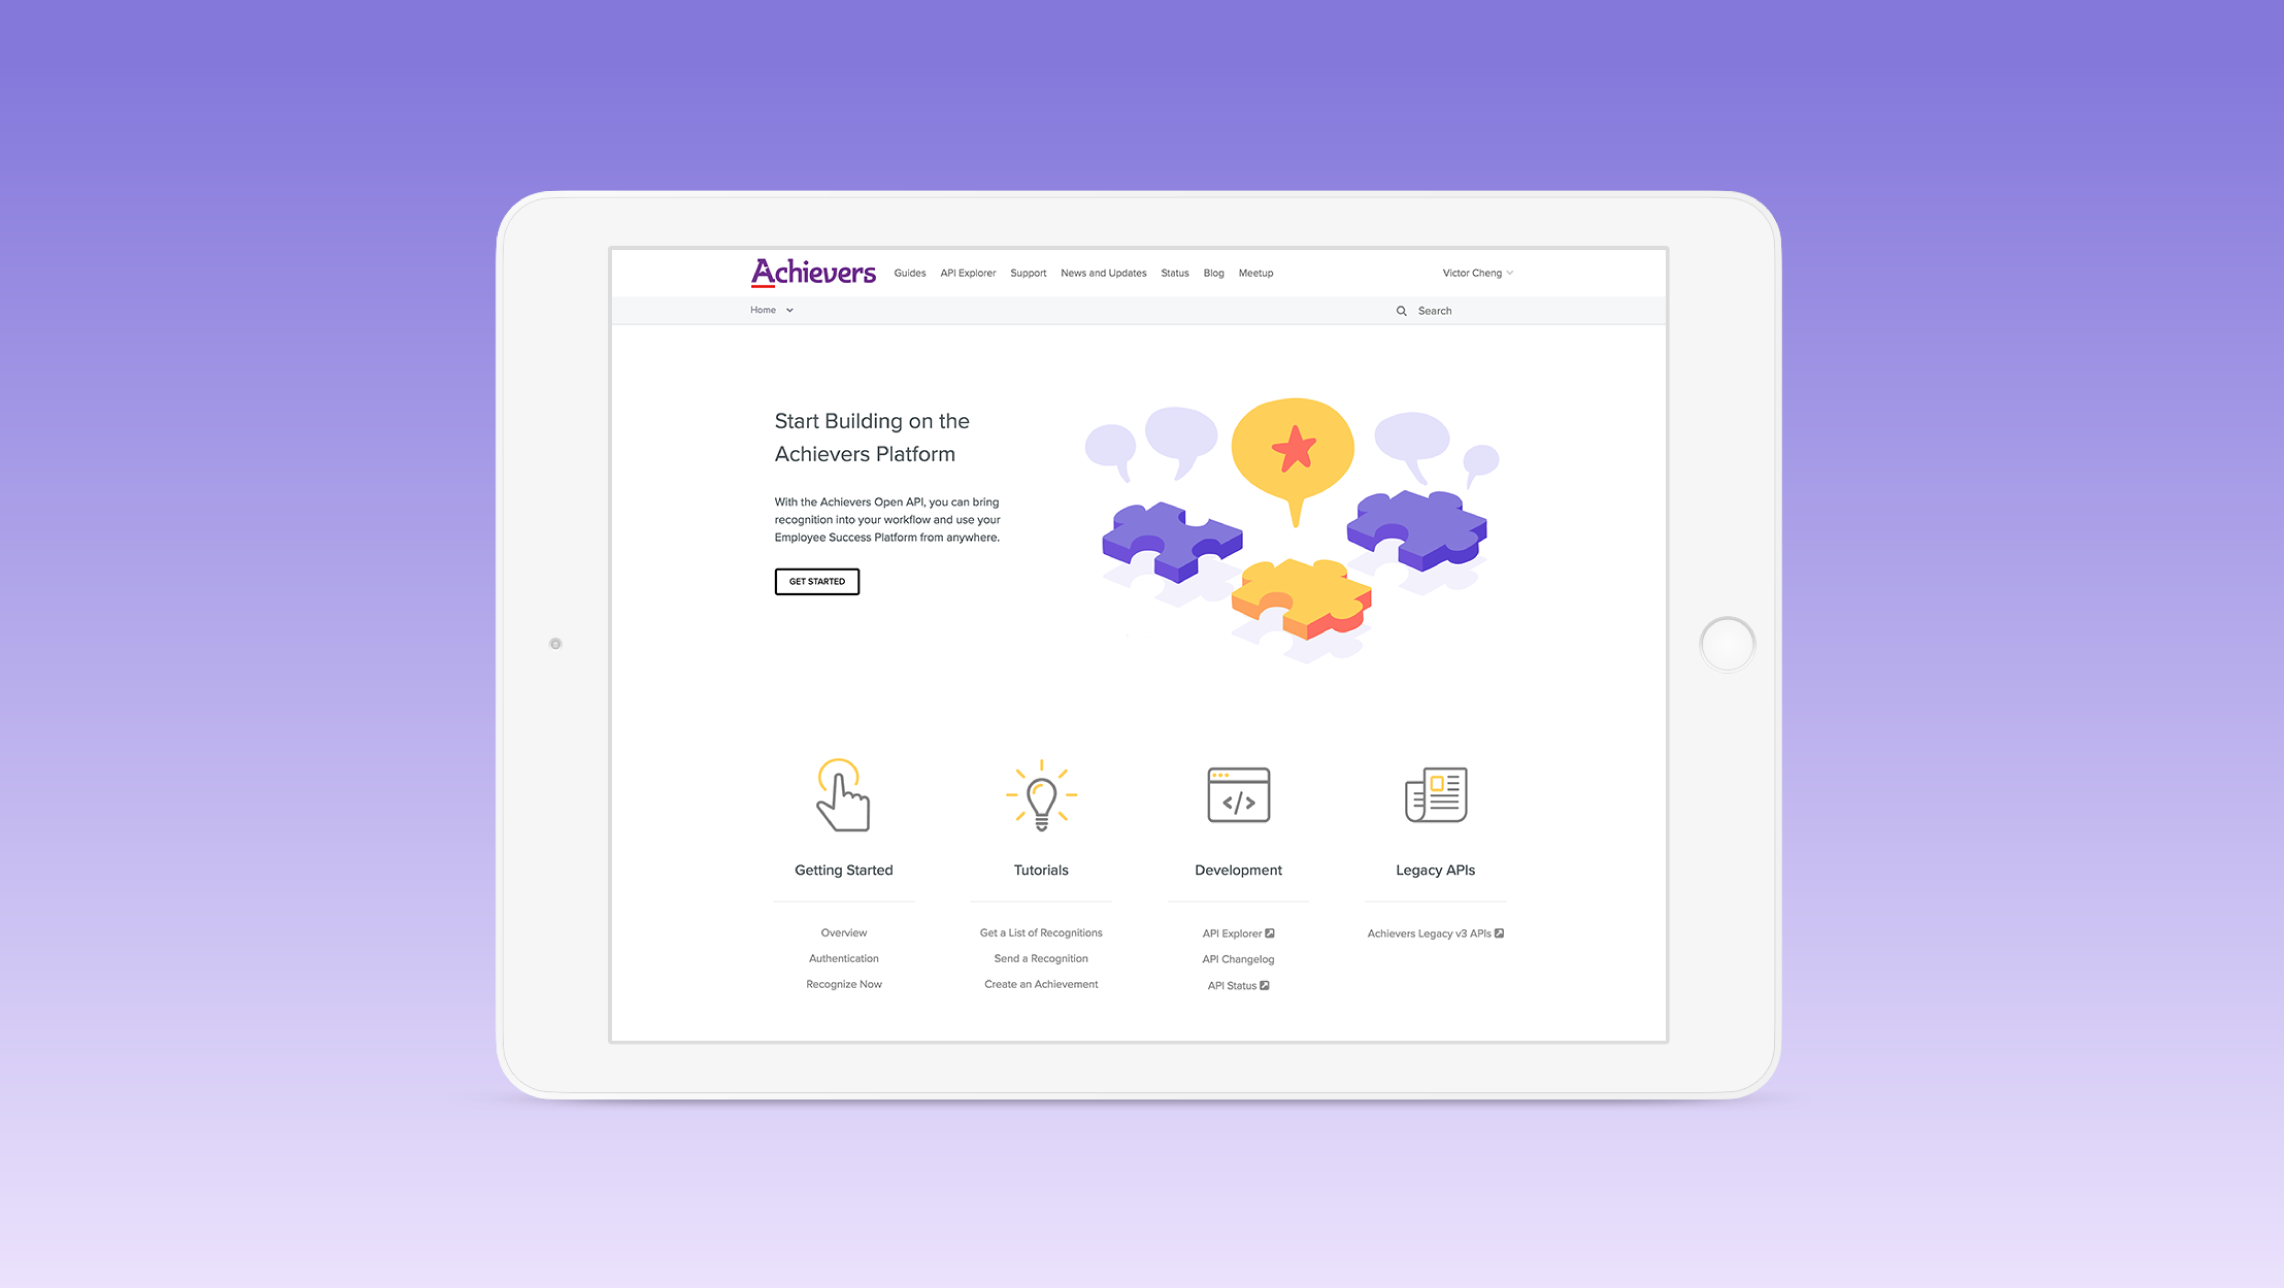 Achievers Guides API Explorer Support News and Updates Status Blog Meetup Victor Cheng
Home Search
Start Building on the
Achievers Platform
With the Achievers Open API, you can bring
recognition into your workflow and use your
Employee Success Platform from anywhere.
GET STARTED
</>
Getting Started Tutorials Development Legacy APIs
Overview Get a List of Recognitions API Explorer Achievers Legacy v3 APIs
Authentication Send a Recognition API Changelog
Recognize Now Create an Achievement API Status